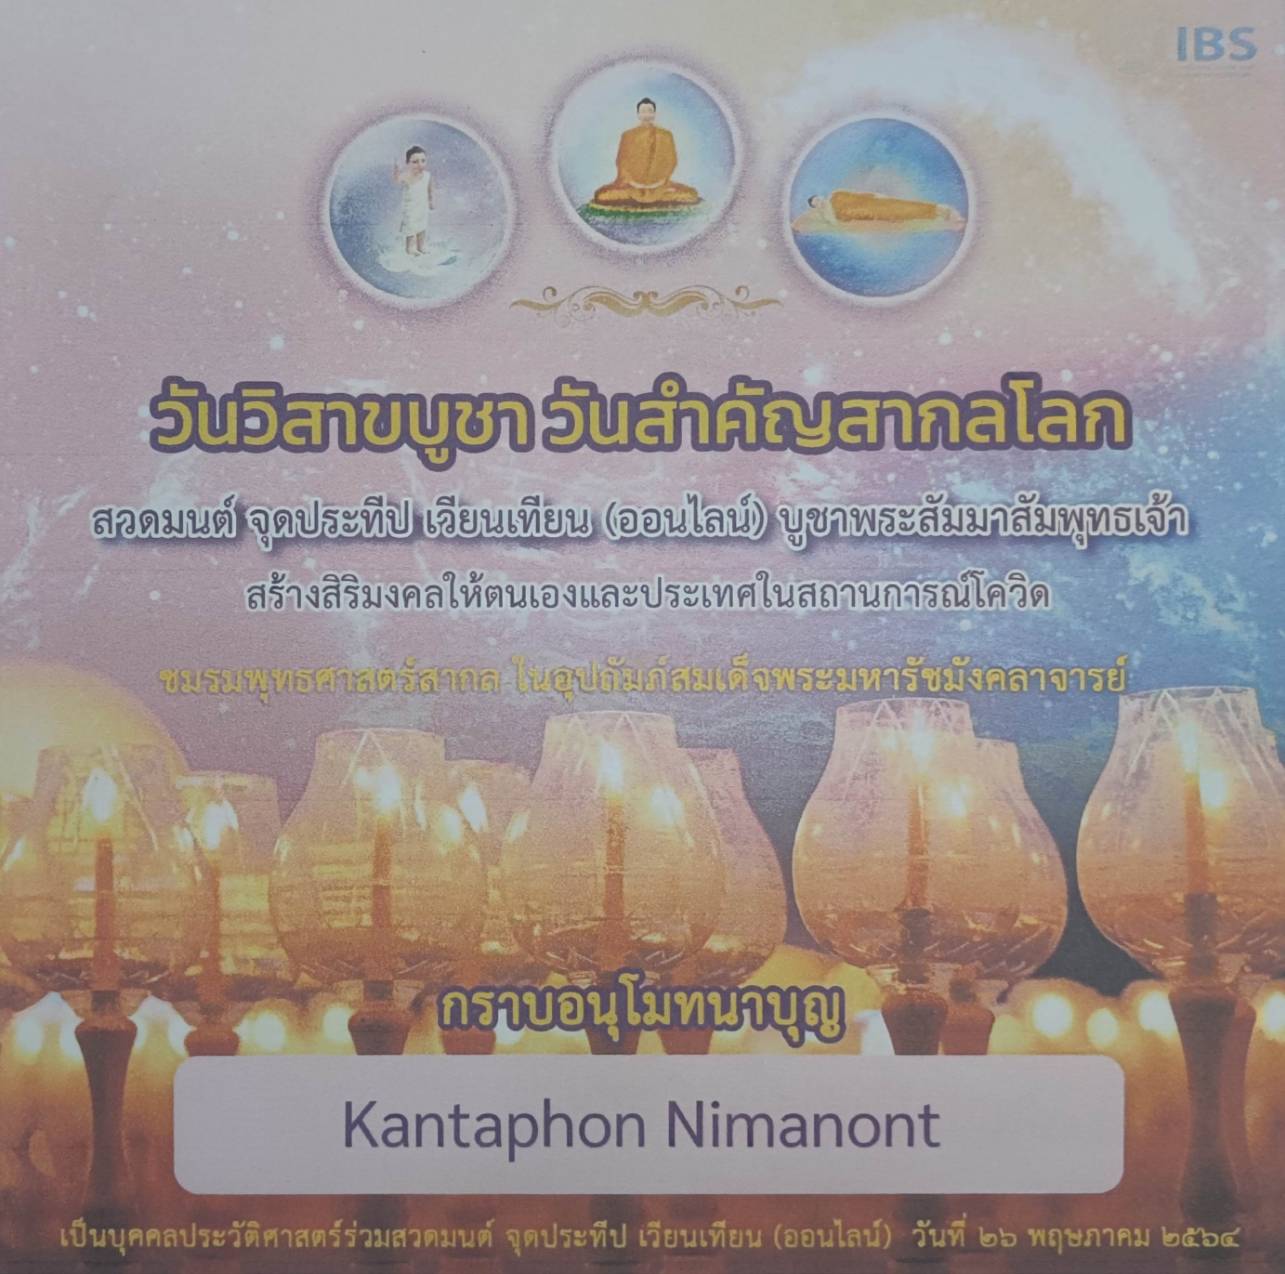 IBS
วันวิสาขบูชา วันสำคัญสากลโลก
สวดมนต์ จุดประทีป เวียนเทียน (ออนไลน์) บูชาพระสัมมาสัมพุทธเจ้า
สร้างสิริมงคลให้ตนเองและประเทศในสถานการณ์โควิด
ชมรมพุทธศาสตร์สากล ในอุปถัมภ์สมเด็จพระมหารัชมังคลาจารย์
กราบอนุโมทนาบุญ
Kantaphon Nimanont
เป็นบุคคลประวัติศาสตร์ร่วมสวดมนต์ จุดประทีป เวียนเทียน (ออนไลน์) วันที่ ๒๖ พฤษภาคม ๒๕๖๔